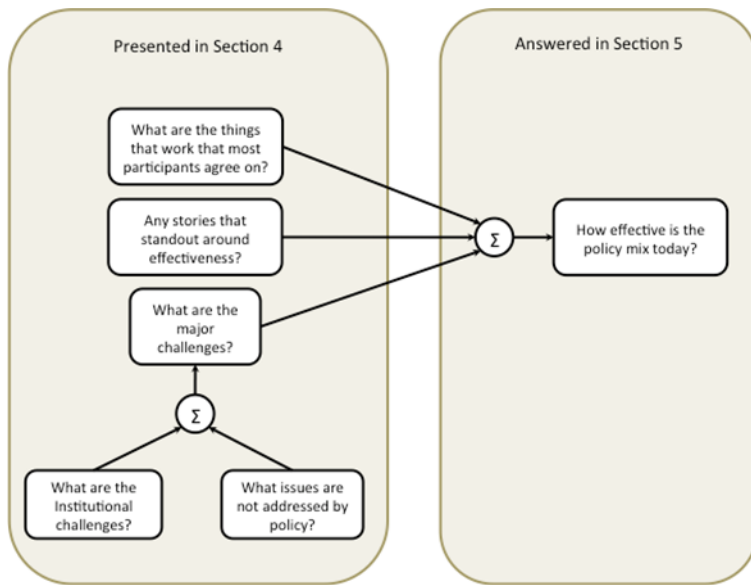 Presented in Section 4
Answered in Section 5
What are the things
that work that most
participants agree on?
Any stories that
standout around
effectiveness?
Σ
How effective is the
policy mix today?
What are the
major
challenges?
Σ
What are the
Institutional
challenges?
What issues are
not addressed by
policy?